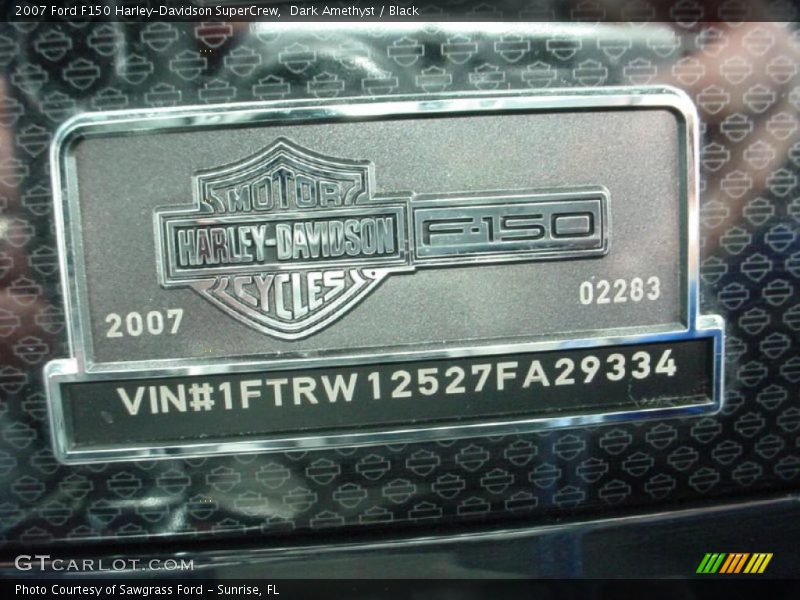 2007 Ford F150 Harley-Davidson SuperCrew, Dark Amethyst / Black
MOTOR
HARLEY-DAVIDSON
CYCLES
F-150
2007
02283
VIN#1FTRW12527FA29334
GTCARLOT.COM
Photo Courtesy of Sawgrass Ford - Sunrise, FL